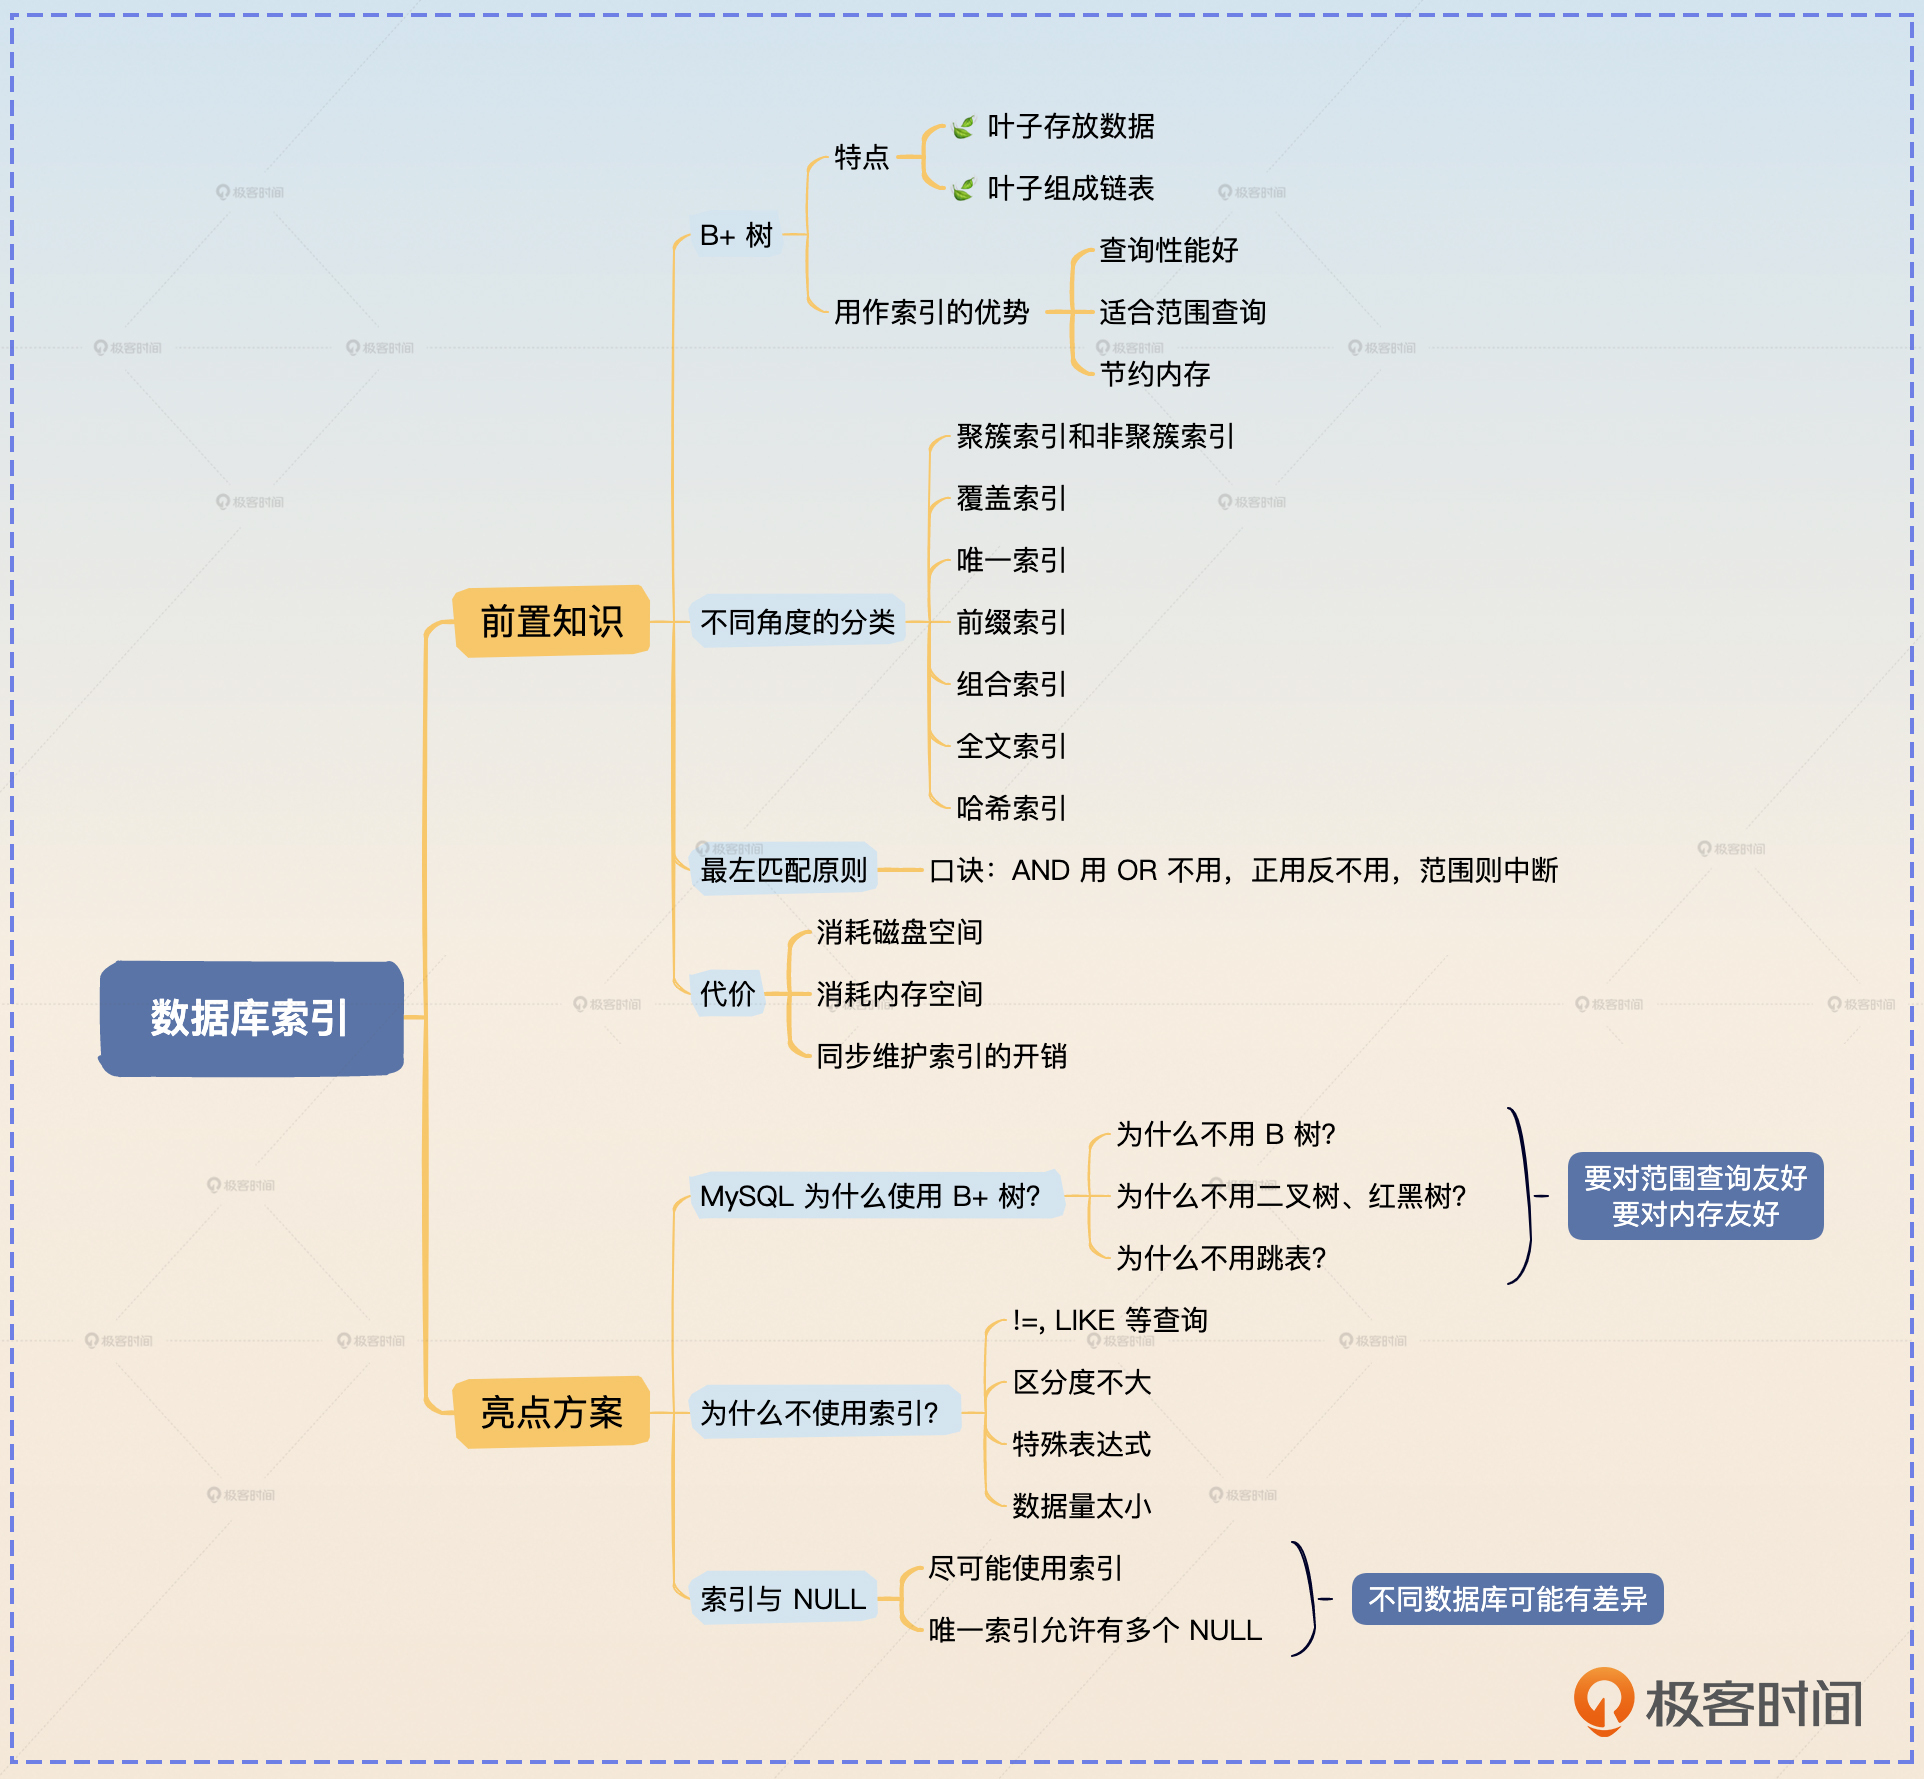 数据库索引
前置知识
B+ 树
特点
叶子存放数据
叶子组成链表
用作索引的优势
查询性能好
适合范围查询
节约内存
不同角度的分类
聚簇索引和非聚簇索引
覆盖索引
唯一索引
前缀索引
组合索引
全文索引
哈希索引
最左匹配原则
口诀：AND 用 OR 不用，正用反不用，范围则中断
代价
消耗磁盘空间
消耗内存空间
同步维护索引的开销
亮点方案
MySQL 为什么使用 B+ 树？
为什么不用 B 树？
为什么不用二叉树、红黑树？
为什么不用跳表？
要对范围查询友好
要对内存友好
为什么不使用索引？
!=, LIKE 等查询
区分度不大
特殊表达式
数据量太小
索引与 NULL
尽可能使用索引
唯一索引允许有多个 NULL
不同数据库可能有差异
极客时间